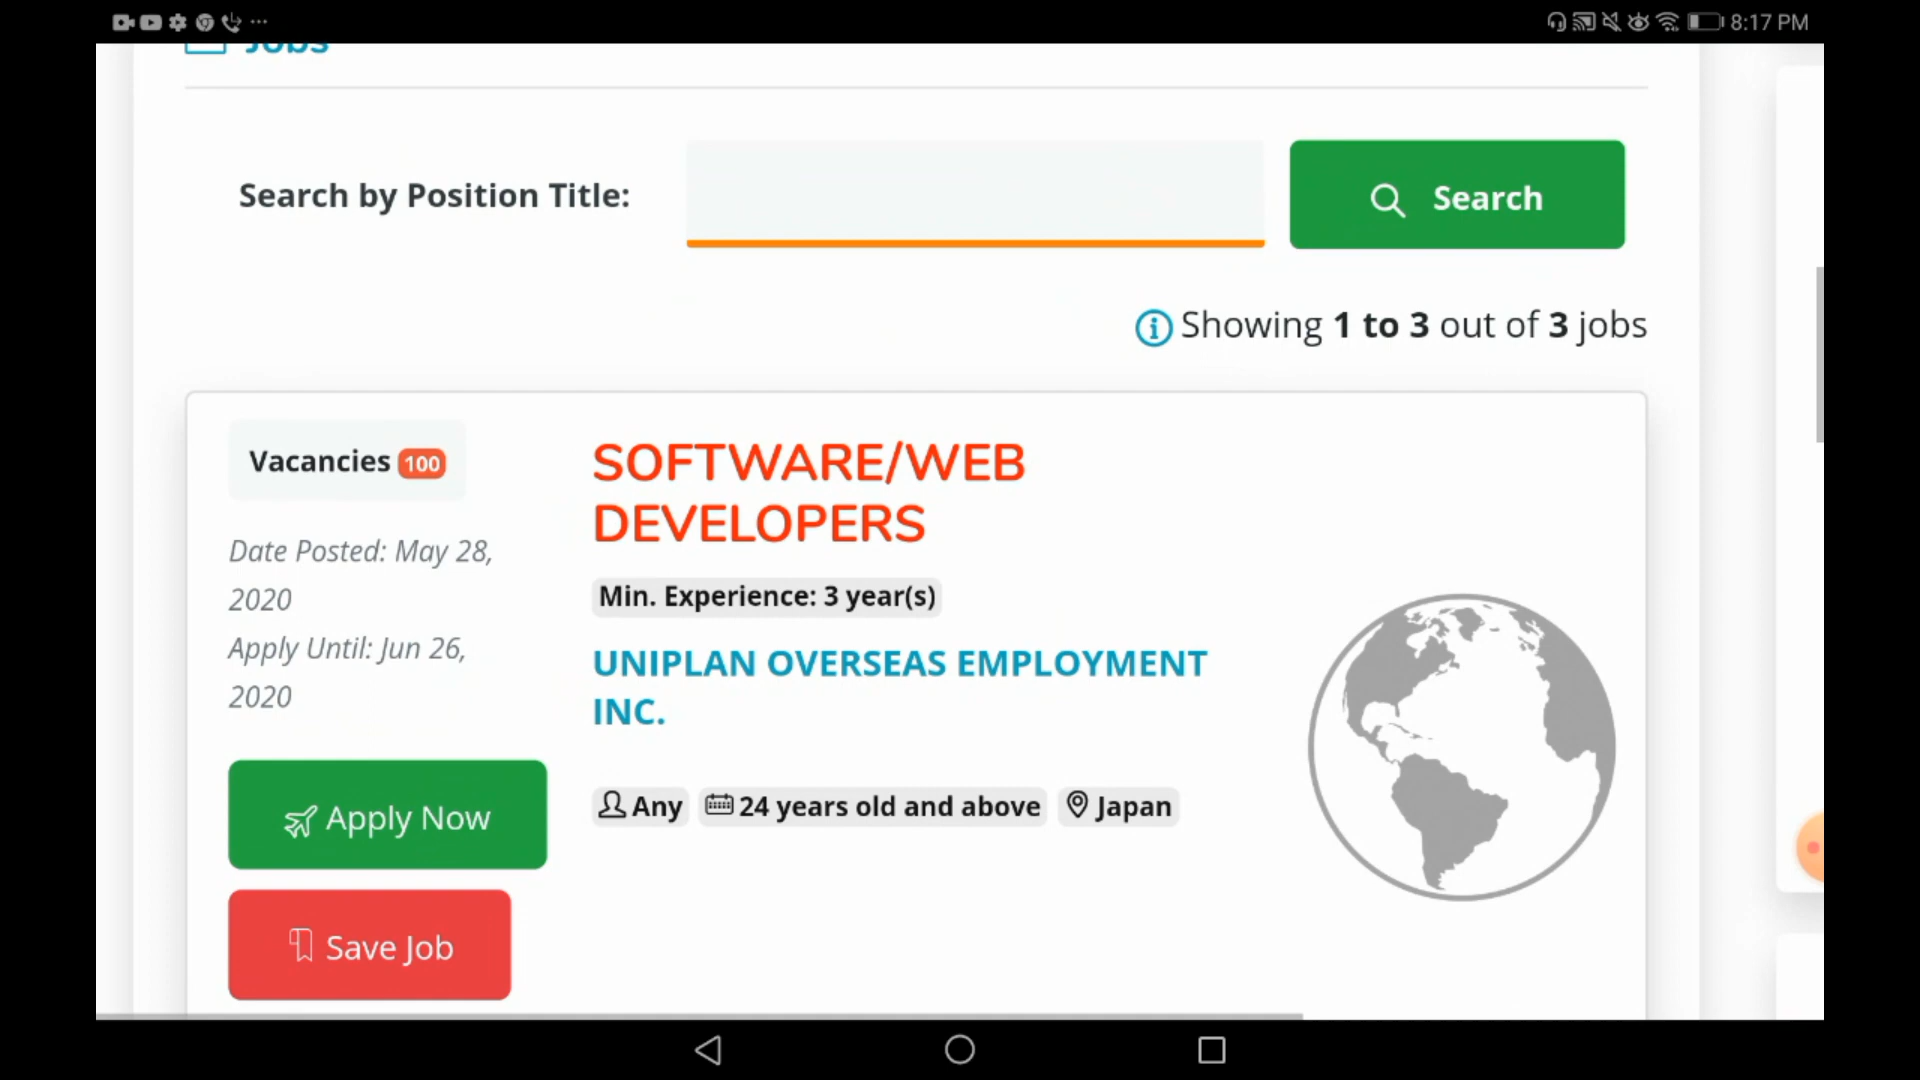 8:17 PM
Jobs
Search by Position Title:
Search
Showing 1 to 3 out of 3 jobs
Vacancies 100
Date Posted: May 28,
2020
Apply Until: Jun 26,
2020
Apply Now
Save Job
SOFTWARE/WEB
DEVELOPERS
Min. Experience: 3 year(s)
UNIPLAN OVERSEAS EMPLOYMENT
INC.
Any 24 years old and above Japan